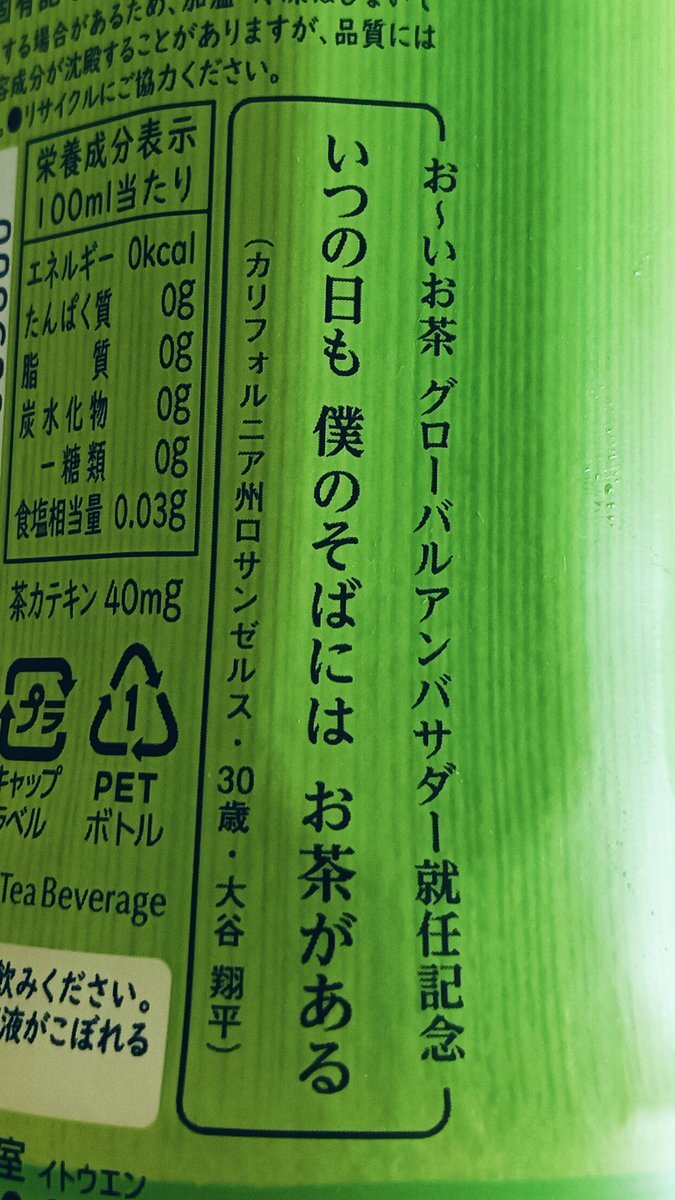 する場合があるため、加温
容成分が沈殿することがありますが、品質には
●リサイクルにご協力ください。
栄養成分表示
100ml当たり
エネルギー 0kcal
たんぱく質 0g
脂質 0g
炭水化物 0g
－糖類 0g
食塩相当量 0.03g
茶カテキン 40mg
プラ
キャップ
ラベル
1
PET
ボトル
Tea Beverage
飲みください。
液がこぼれる
室 イトウエン
お～いお茶 グローバルアンバサダー就任記念
いつの日も 僕のそばには お茶がある
(カリフォルニア州ロサンゼルス・30歳・大谷 翔平)